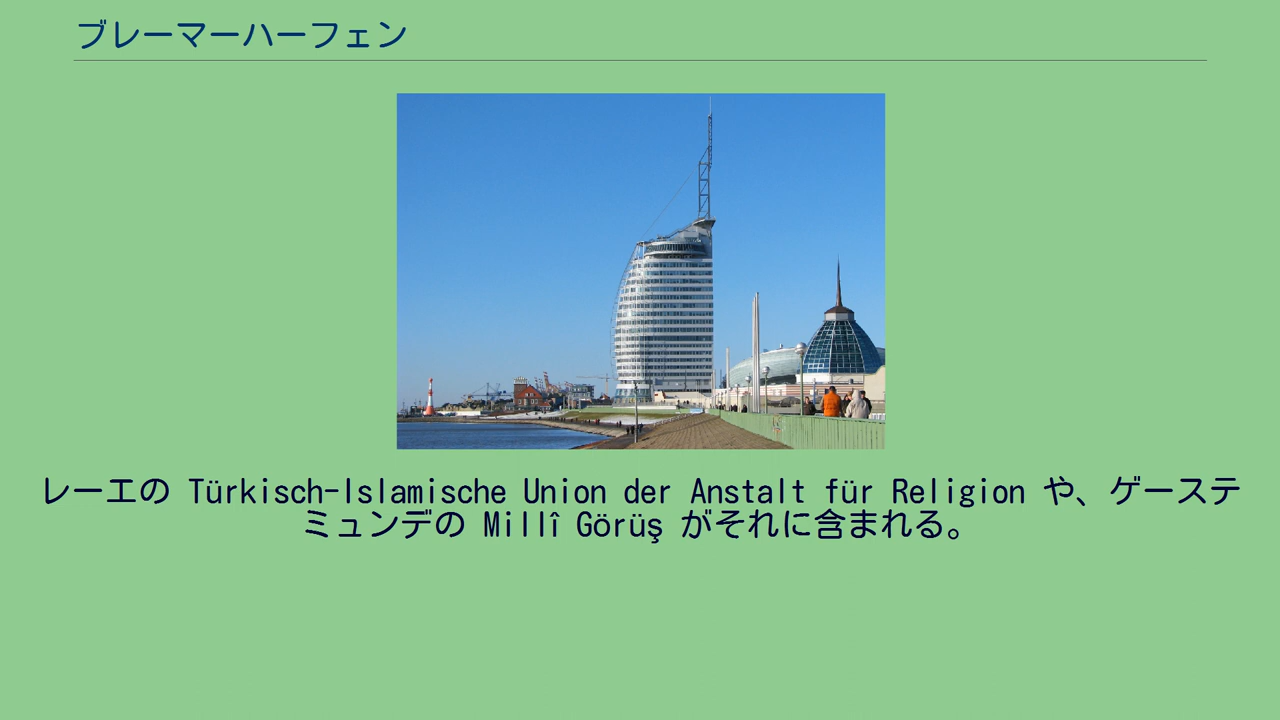 ブレーマーハーフェン
レーエの Türkisch-Islamische Union der Anstalt für Religion や、ゲーステ
ミュンデの Millî Görüş がそれに含まれる。